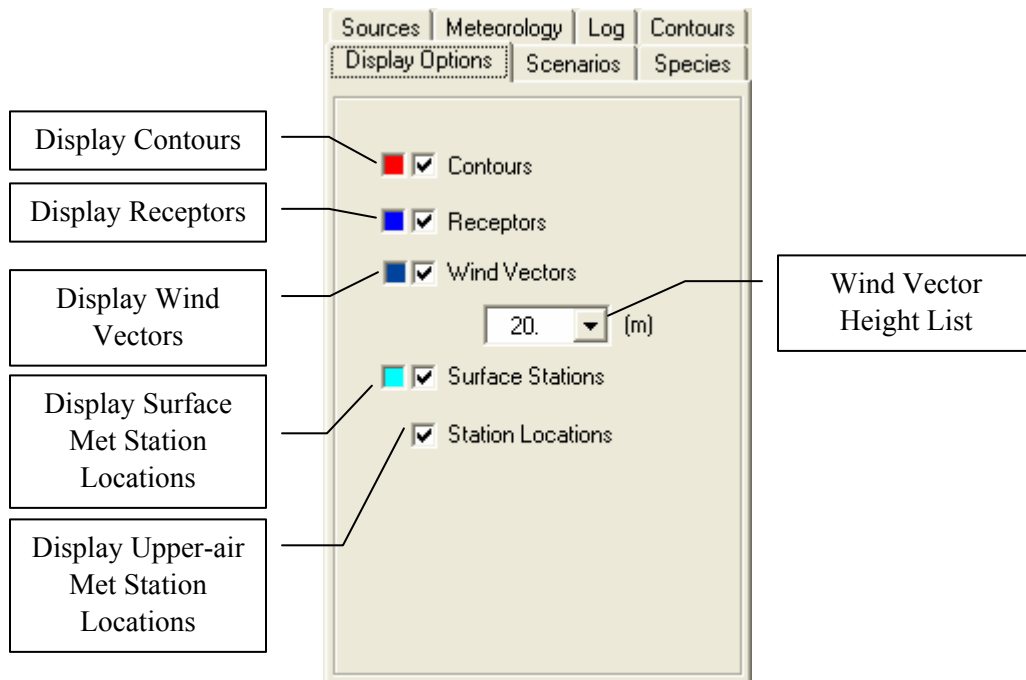 Sources Meteorology Log Contours
Display Options Scenarios Species
Display Contours
Contours
Display Receptors
Receptors
Display Wind
Vectors
Wind Vectors
20. (m)
Wind Vector
Height List
Display Surface
Met Station
Locations
Surface Stations
Station Locations
Display Upper-air
Met Station
Locations